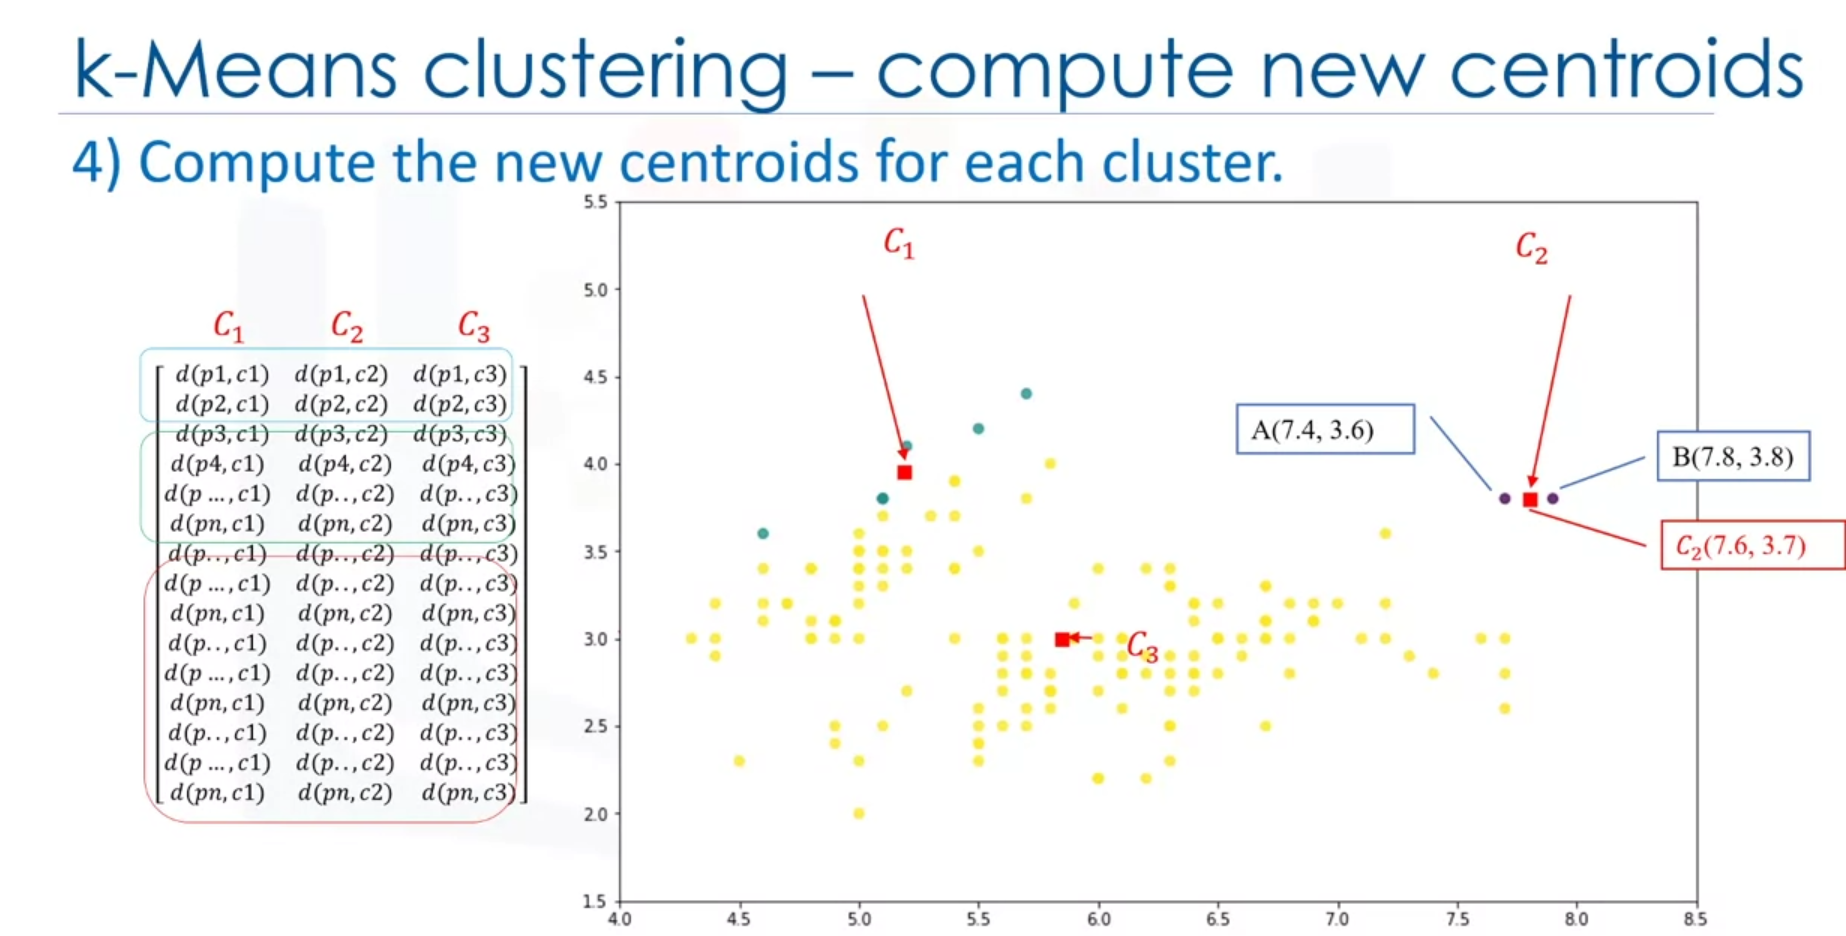 k-Means clustering – compute new centroids
4) Compute the new centroids for each cluster.
C₁ C₂ C₃
d(p1,c1) d(p1,c2) d(p1,c3)
d(p2,c1) d(p2,c2) d(p2,c3)
d(p3,c1) d(p3,c2) d(p3,c3)
d(p4,c1) d(p4,c2) d(p4,c3)
d(p ...,c1) d(p..,c2) d(p..,c3)
d(pn,c1) d(pn,c2) d(pn,c3)
d(p..,c1) d(p..,c2) d(p..,c3)
d(p ...,c1) d(p..,c2) d(p..,c3)
d(pn,c1) d(pn,c2) d(pn,c3)
d(p..,c1) d(p..,c2) d(p..,c3)
d(p ...,c1) d(p..,c2) d(p..,c3)
d(pn,c1) d(pn,c2) d(pn,c3)
d(p..,c1) d(p..,c2) d(p..,c3)
d(p ...,c1) d(p..,c2) d(p..,c3)
d(pn,c1) d(pn,c2) d(pn,c3)
5.5
5.0
4.5
4.0
3.5
3.0
2.5
2.0
1.5
C₁
C₂
A(7.4, 3.6)
B(7.8, 3.8)
C₂(7.6, 3.7)
C₃
4.0 4.5 5.0 5.5 6.0 6.5 7.0 7.5 8.0 8.5